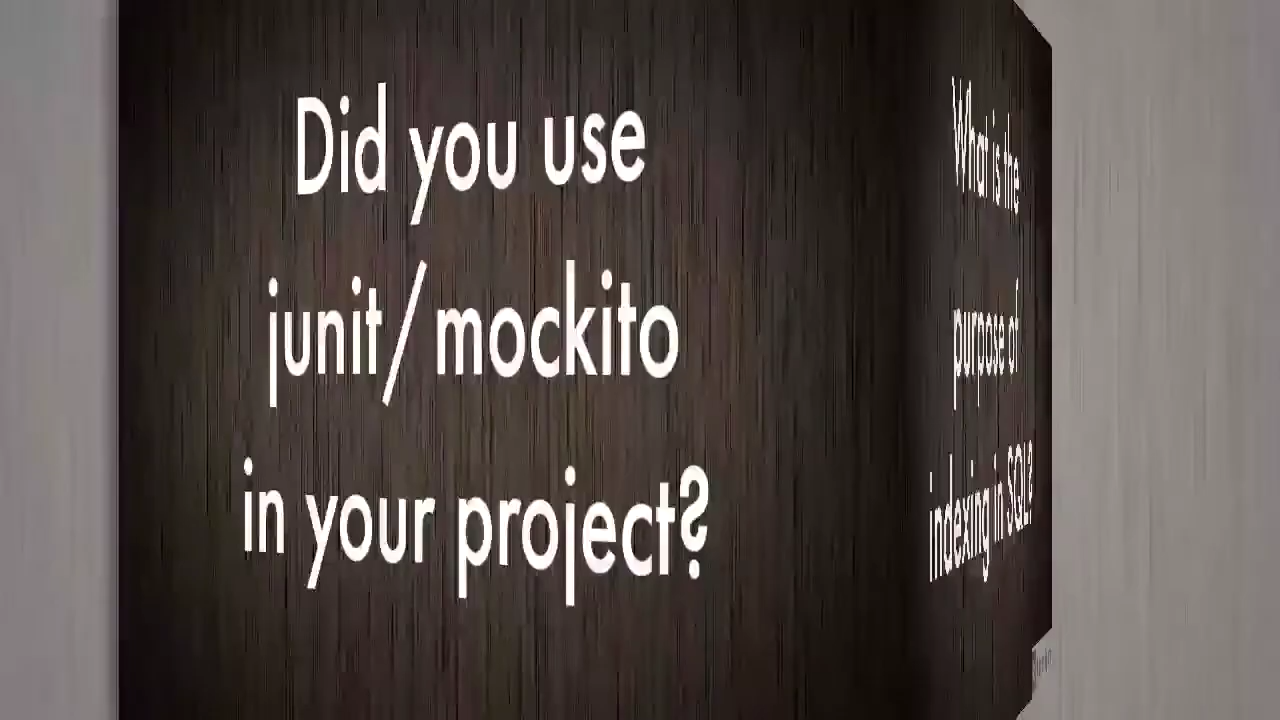 Did you use
junit/mockito
in your project?
What is the
purpose of
indexing in SQL?